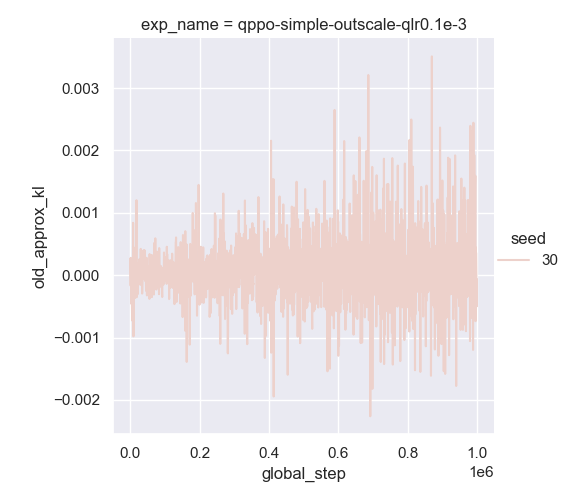 exp_name = qppo-simple-outscale-qlr0.1e-3
0.003
0.002
0.001
0.000
−0.001
−0.002
old_approx_kl
0.0 0.2 0.4 0.6 0.8 1.0
1e6
global_step
seed
30